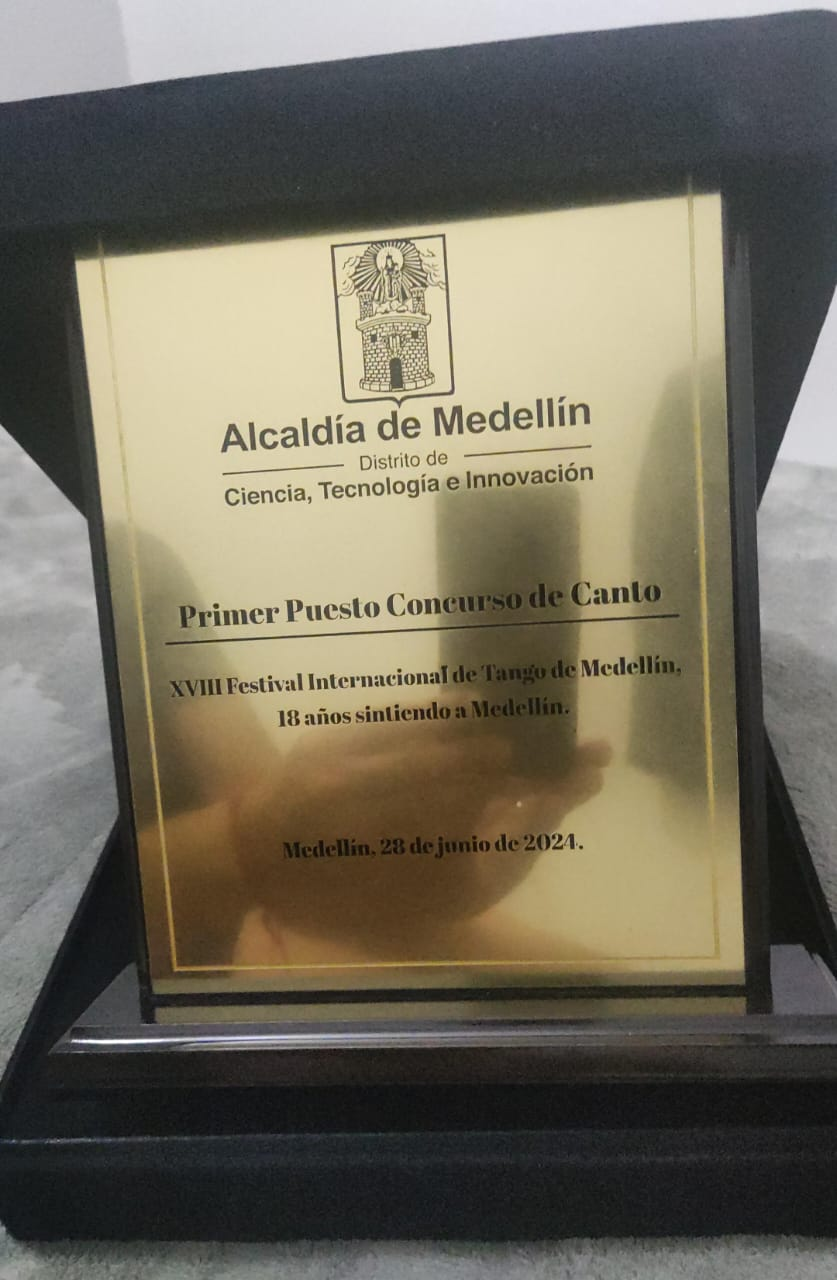 Alcaldía de Medellín
Distrito de
Ciencia, Tecnología e Innovación
Primer Puesto Concurso de Canto
XVIII Festival Internacional de Tango de Medellín,
18 años sintiendo a Medellín.
Medellín, 28 de junio de 2024.